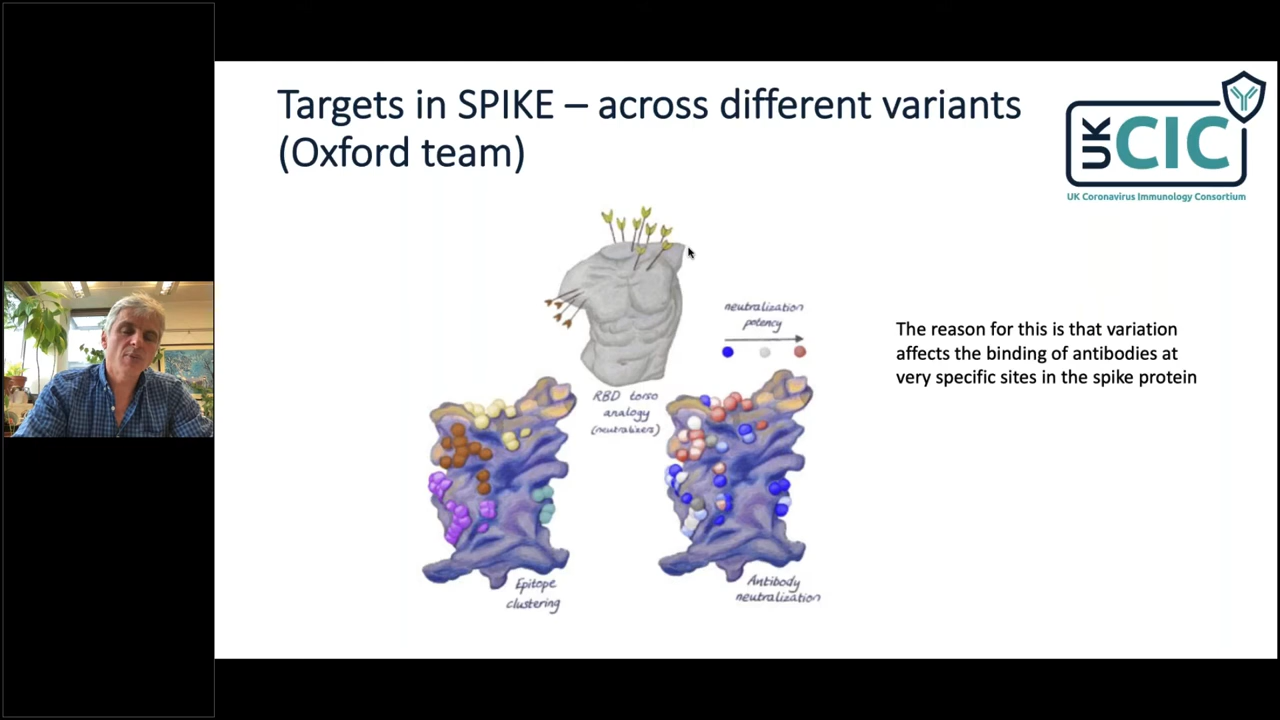 Targets in SPIKE – across different variants
(Oxford team)
UK
CIC
UK Coronavirus Immunology Consortium
neutralization
potency
RBD torso
analogy
(neutralizers)
The reason for this is that variation
affects the binding of antibodies at
very specific sites in the spike protein
Epitope
clustering
Antibody
neutralization